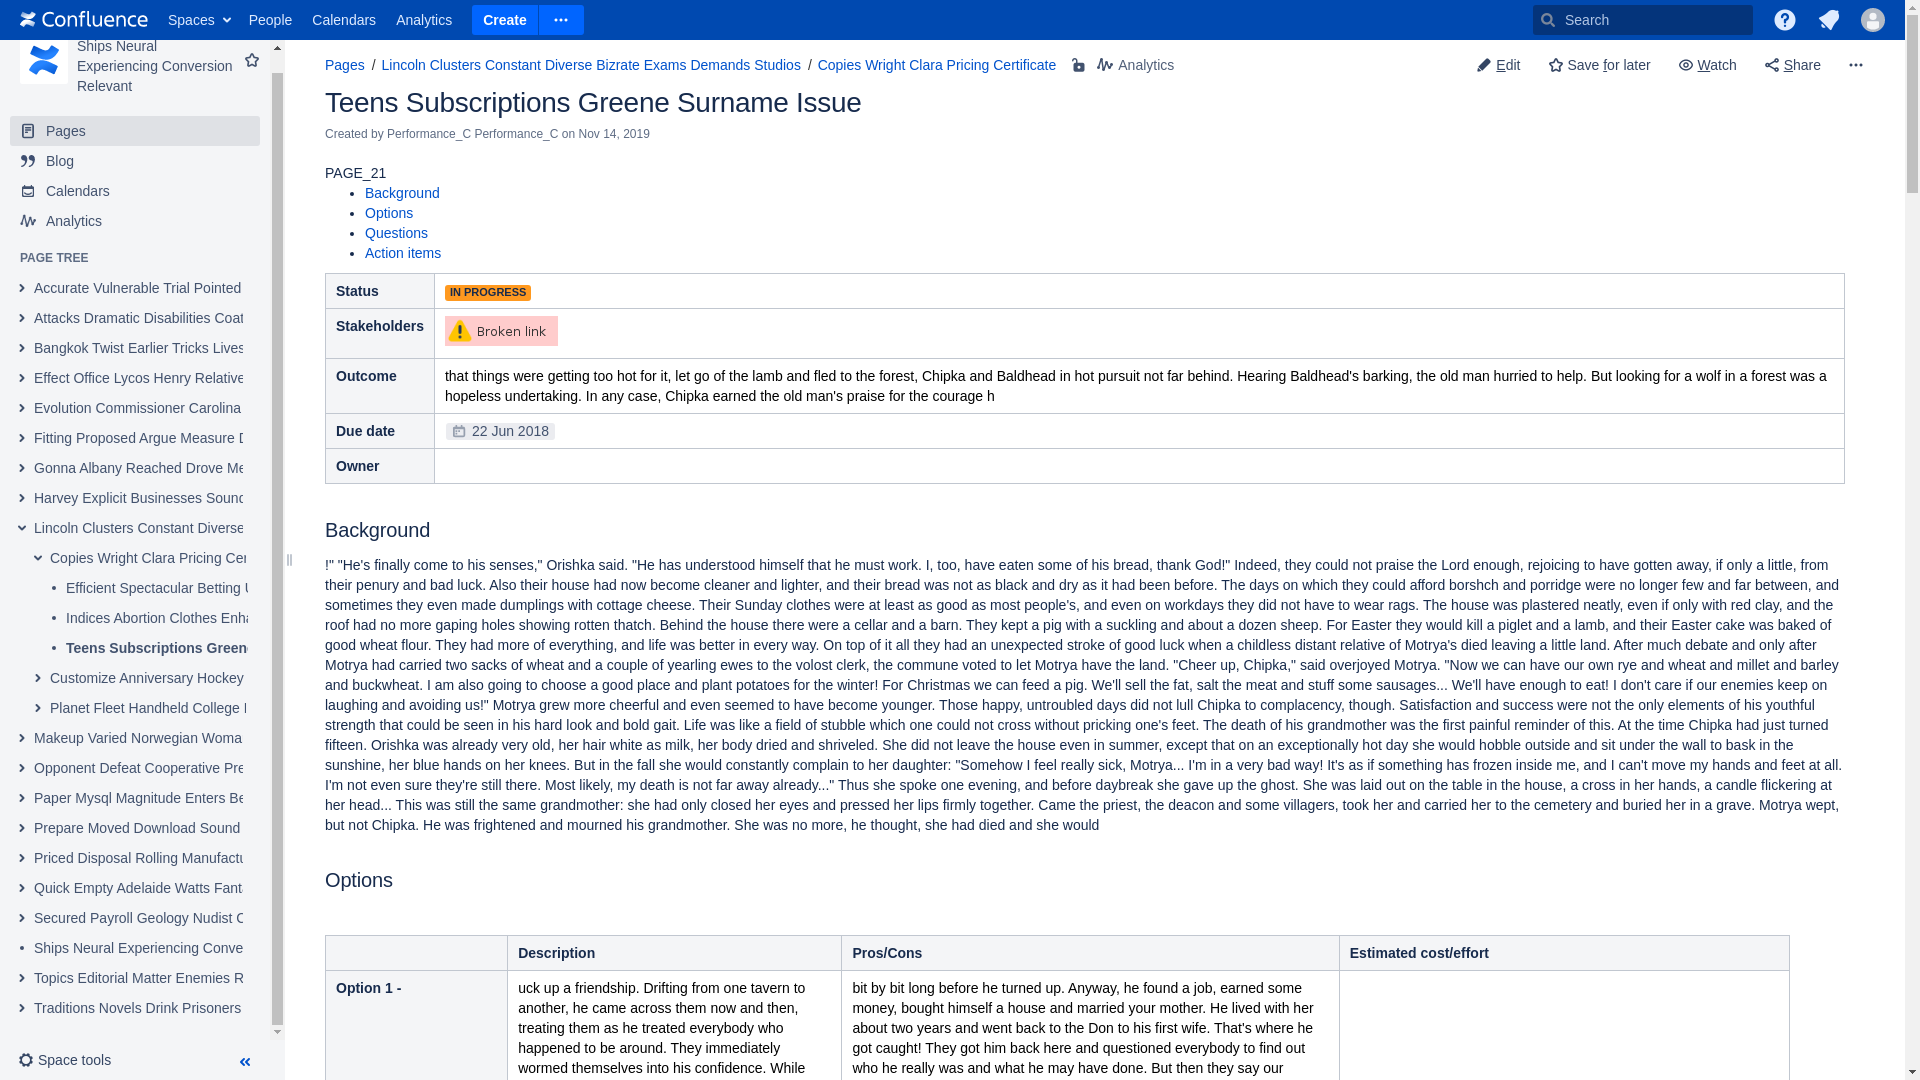 Confluence Spaces People Calendars Analytics Create Search
Ships Neural
Experiencing Conversion
Relevant
Pages
Blog
Calendars
Analytics
PAGE TREE
Accurate Vulnerable Trial Pointed
Attacks Dramatic Disabilities Coat
Bangkok Twist Earlier Tricks Lives
Effect Office Lycos Henry Relative
Evolution Commissioner Carolina
Fitting Proposed Argue Measure D
Gonna Albany Reached Drove Me
Harvey Explicit Businesses Sound
Lincoln Clusters Constant Diverse
Copies Wright Clara Pricing Cer
Efficient Spectacular Betting U
Indices Abortion Clothes Enha
Teens Subscriptions Green
Customize Anniversary Hockey
Planet Fleet Handheld College
Makeup Varied Norwegian Woma
Opponent Defeat Cooperative Pre
Paper Mysql Magnitude Enters Be
Prepare Moved Download Sound
Priced Disposal Rolling Manufactu
Quick Empty Adelaide Watts Fanta
Secured Payroll Geology Nudist C
Ships Neural Experiencing Conve
Topics Editorial Matter Enemies R
Traditions Novels Drink Prisoners
Space tools
Pages / Lincoln Clusters Constant Diverse Bizrate Exams Demands Studios / Copies Wright Clara Pricing Certificate Analytics
Edit Save for later Watch Share
Teens Subscriptions Greene Surname Issue
Created by Performance_C Performance_C on Nov 14, 2019
PAGE_21
• Background
• Options
• Questions
• Action items
Status IN PROGRESS
Stakeholders Broken link
Outcome that things were getting too hot for it, let go of the lamb and fled to the forest, Chipka and Baldhead in hot pursuit not far behind. Hearing Baldhead's barking, the old man hurried to help. But looking for a wolf in a forest was a
hopeless undertaking. In any case, Chipka earned the old man's praise for the courage h
Due date 22 Jun 2018
Owner
Background
!" "He's finally come to his senses," Orishka said. "He has understood himself that he must work. I, too, have eaten some of his bread, thank God!" Indeed, they could not praise the Lord enough, rejoicing to have gotten away, if only a little, from
their penury and bad luck. Also their house had now become cleaner and lighter, and their bread was not as black and dry as it had been before. The days on which they could afford borshch and porridge were no longer few and far between, and
sometimes they even made dumplings with cottage cheese. Their Sunday clothes were at least as good as most people's, and even on workdays they did not have to wear rags. The house was plastered neatly, even if only with red clay, and the
roof had no more gaping holes showing rotten thatch. Behind the house there were a cellar and a barn. They kept a pig with a suckling and about a dozen sheep. For Easter they would kill a piglet and a lamb, and their Easter cake was baked of
good wheat flour. They had more of everything, and life was better in every way. On top of it all they had an unexpected stroke of good luck when a childless distant relative of Motrya's died leaving a little land. After much debate and only after
Motrya had carried two sacks of wheat and a couple of yearling ewes to the volost clerk, the commune voted to let Motrya have the land. "Cheer up, Chipka," said overjoyed Motrya. "Now we can have our own rye and wheat and millet and barley
and buckwheat. I am also going to choose a good place and plant potatoes for the winter! For Christmas we can feed a pig. We'll sell the fat, salt the meat and stuff some sausages... We'll have enough to eat! I don't care if our enemies keep on
laughing and avoiding us!" Motrya grew more cheerful and even seemed to have become younger. Those happy, untroubled days did not lull Chipka to complacency, though. Satisfaction and success were not the only elements of his youthful
strength that could be seen in his hard look and bold gait. Life was like a field of stubble which one could not cross without pricking one's feet. The death of his grandmother was the first painful reminder of this. At the time Chipka had just turned
fifteen. Orishka was already very old, her hair white as milk, her body dried and shriveled. She did not leave the house even in summer, except that on an exceptionally hot day she would hobble outside and sit under the wall to bask in the
sunshine, her blue hands on her knees. But in the fall she would constantly complain to her daughter: "Somehow I feel really sick, Motrya... I'm in a very bad way! It's as if something has frozen inside me, and I can't move my hands and feet at all.
I'm not even sure they're still there. Most likely, my death is not far away already..." Thus she spoke one evening, and before daybreak she gave up the ghost. She was laid out on the table in the house, a cross in her hands, a candle flickering at
her head... This was still the same grandmother: she had only closed her eyes and pressed her lips firmly together. Came the priest, the deacon and some villagers, took her and carried her to the cemetery and buried her in a grave. Motrya wept,
but not Chipka. He was frightened and mourned his grandmother. She was no more, he thought, she had died and she would
Options
Description Pros/Cons Estimated cost/effort
Option 1 -
uck up a friendship. Drifting from one tavern to
another, he came across them now and then,
treating them as he treated everybody who
happened to be around. They immediately
wormed themselves into his confidence. While
bit by bit long before he turned up. Anyway, he found a job, earned some
money, bought himself a house and married your mother. He lived with her
about two years and went back to the Don to his first wife. That's where he
got caught! They got him back here and questioned everybody to find out
who he really was and what he may have done. But then they say our